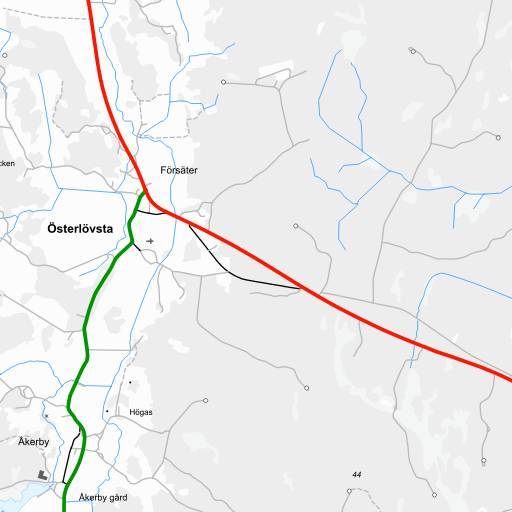 cken
Försäter
Österlövsta
Högas
Åkerby
44
Åkerby gård